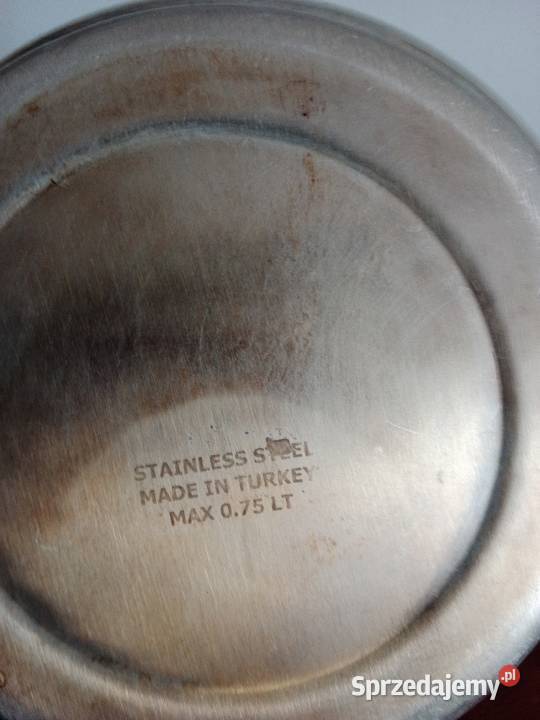 STAINLESS STEEL
MADE IN TURKEY
MAX 0.75 LT
Sprzedajemy.pl